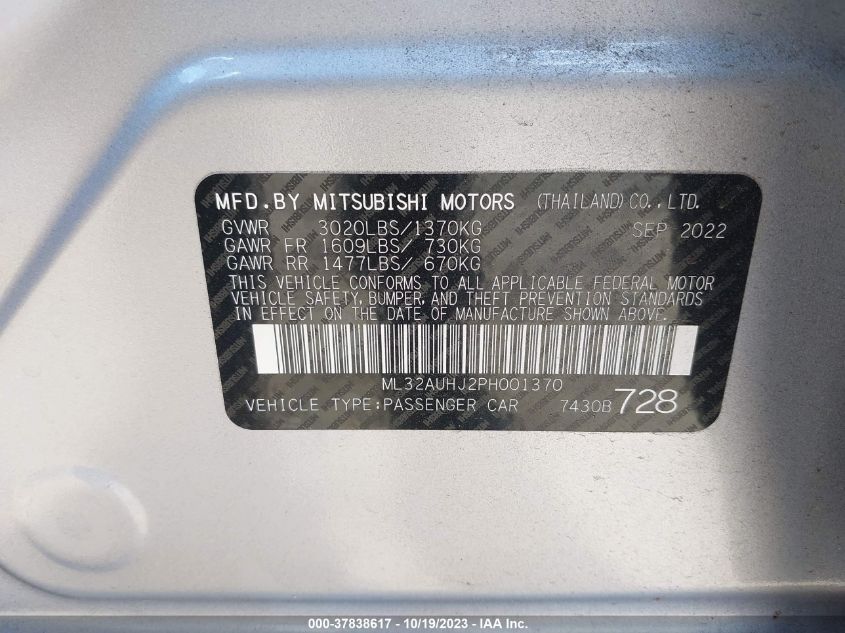 MFD.BY MITSUBISHI MOTORS (THAILAND) CO., LTD.
GVWR 3020LBS/1370KG SEP 2022
GAWR FR 1609LBS/ 730KG
GAWR RR 1477LBS/ 670KG
THIS VEHICLE CONFORMS TO ALL APPLICABLE FEDERAL MOTOR
VEHICLE SAFETY, BUMPER, AND THEFT PREVENTION STANDARDS
IN EFFECT ON THE DATE OF MANUFACTURE SHOWN ABOVE.
ML32AUHJ2PH001370
VEHICLE TYPE:PASSENGER CAR 7430B 728
000-37838617 - 10/19/2023 - IAA Inc.